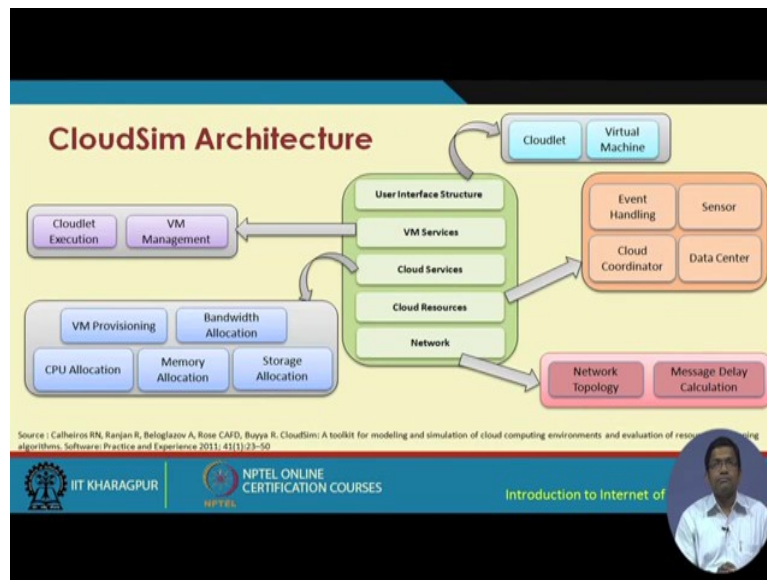 CloudSim Architecture
Cloudlet
Virtual
Machine
User Interface Structure
VM Services
Cloud Services
Cloud Resources
Network
Cloudlet
Execution
VM
Management
Event
Handling
Sensor
Cloud
Coordinator
Data Center
VM Provisioning
Bandwidth
Allocation
CPU Allocation
Memory
Allocation
Storage
Allocation
Network
Topology
Message Delay
Calculation
Source : Calheiros RN, Ranjan R, Beloglazov A, Rose CAFD, Buyya R. CloudSim: A toolkit for modeling and simulation of cloud computing environments and evaluation of
algorithms. Software: Practice and Experience 2011; 41(1):23–50
IIT KHARAGPUR
NPTEL
NPTEL ONLINE
CERTIFICATION COURSES
Introduction to Internet of